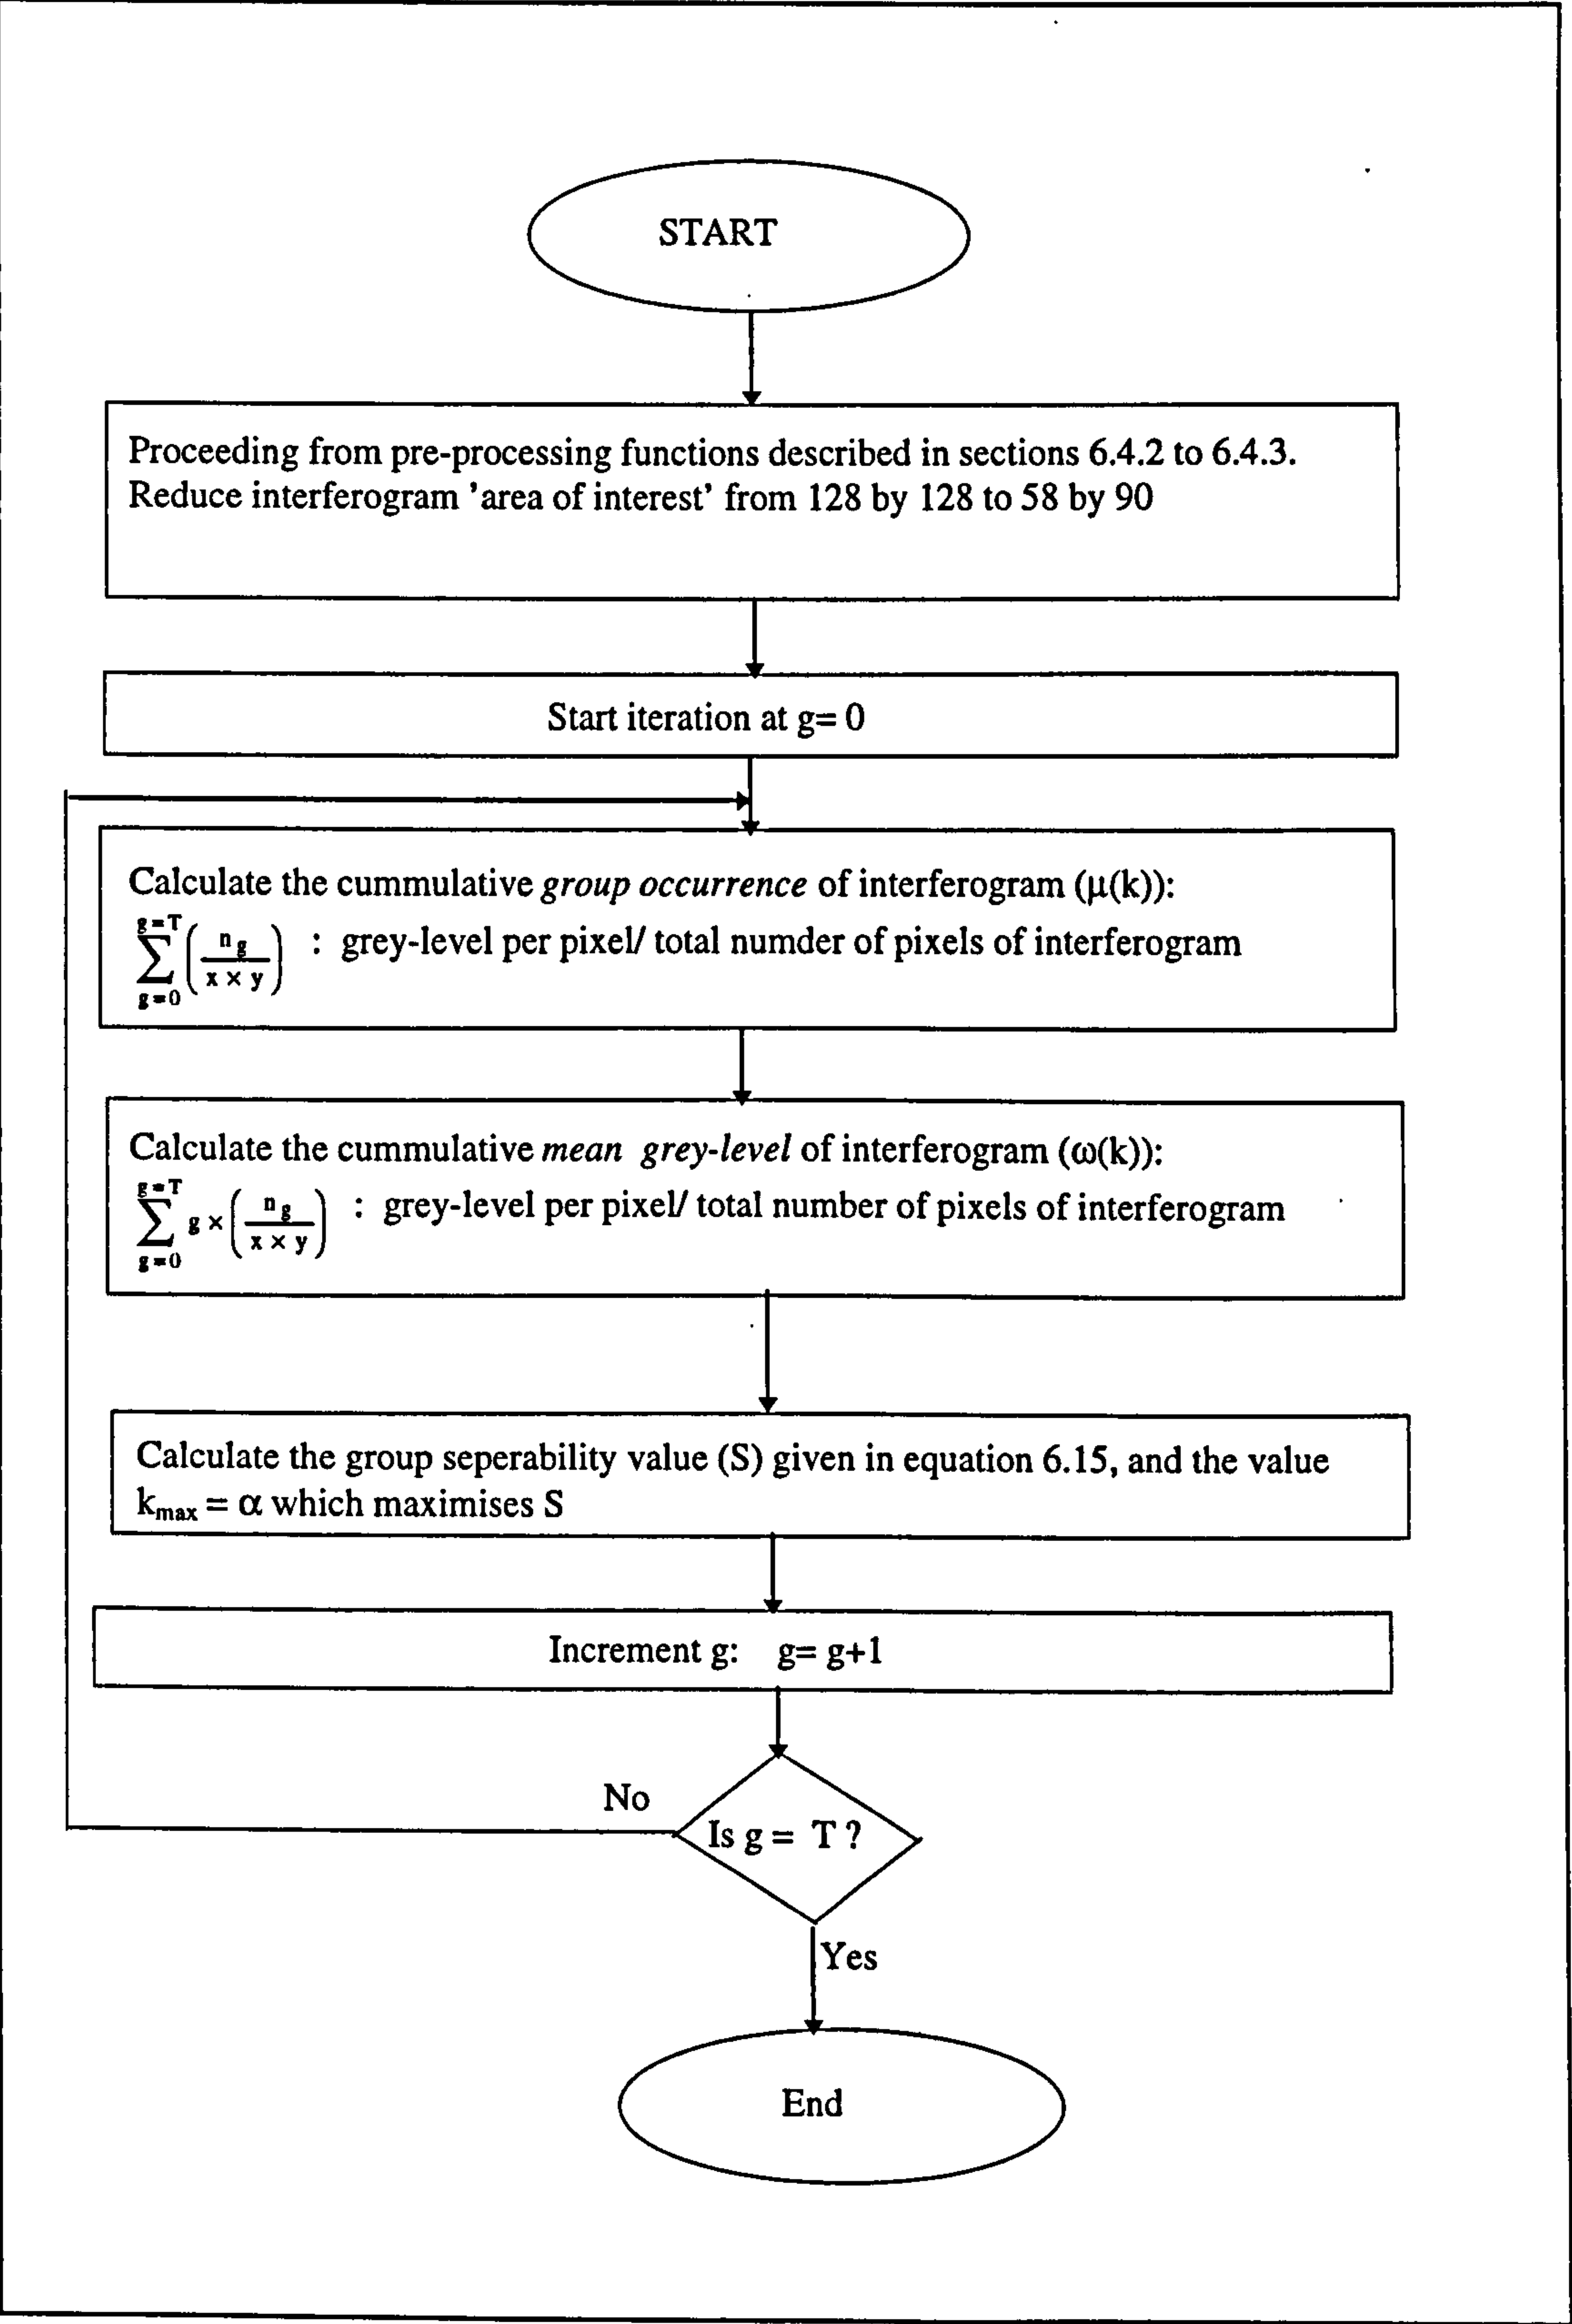 START
Proceeding from pre-processing functions described in sections 6.4.2 to 6.4.3.
Reduce interferogram 'area of interest' from 128 by 128 to 58 by 90
Start iteration at g= 0
Calculate the cummulative group occurrence of interferogram (μ(k)):
∑_{g=0}^{g=T} (n_g / (x × y)) : grey-level per pixel/ total numder of pixels of interferogram
Calculate the cummulative mean grey-level of interferogram (ω(k)):
∑_{g=0}^{g=T} g × (n_g / (x × y)) : grey-level per pixel/ total number of pixels of interferogram
Calculate the group seperability value (S) given in equation 6.15, and the value
k_max = α which maximises S
Increment g: g= g+1
No
Is g = T ?
Yes
End